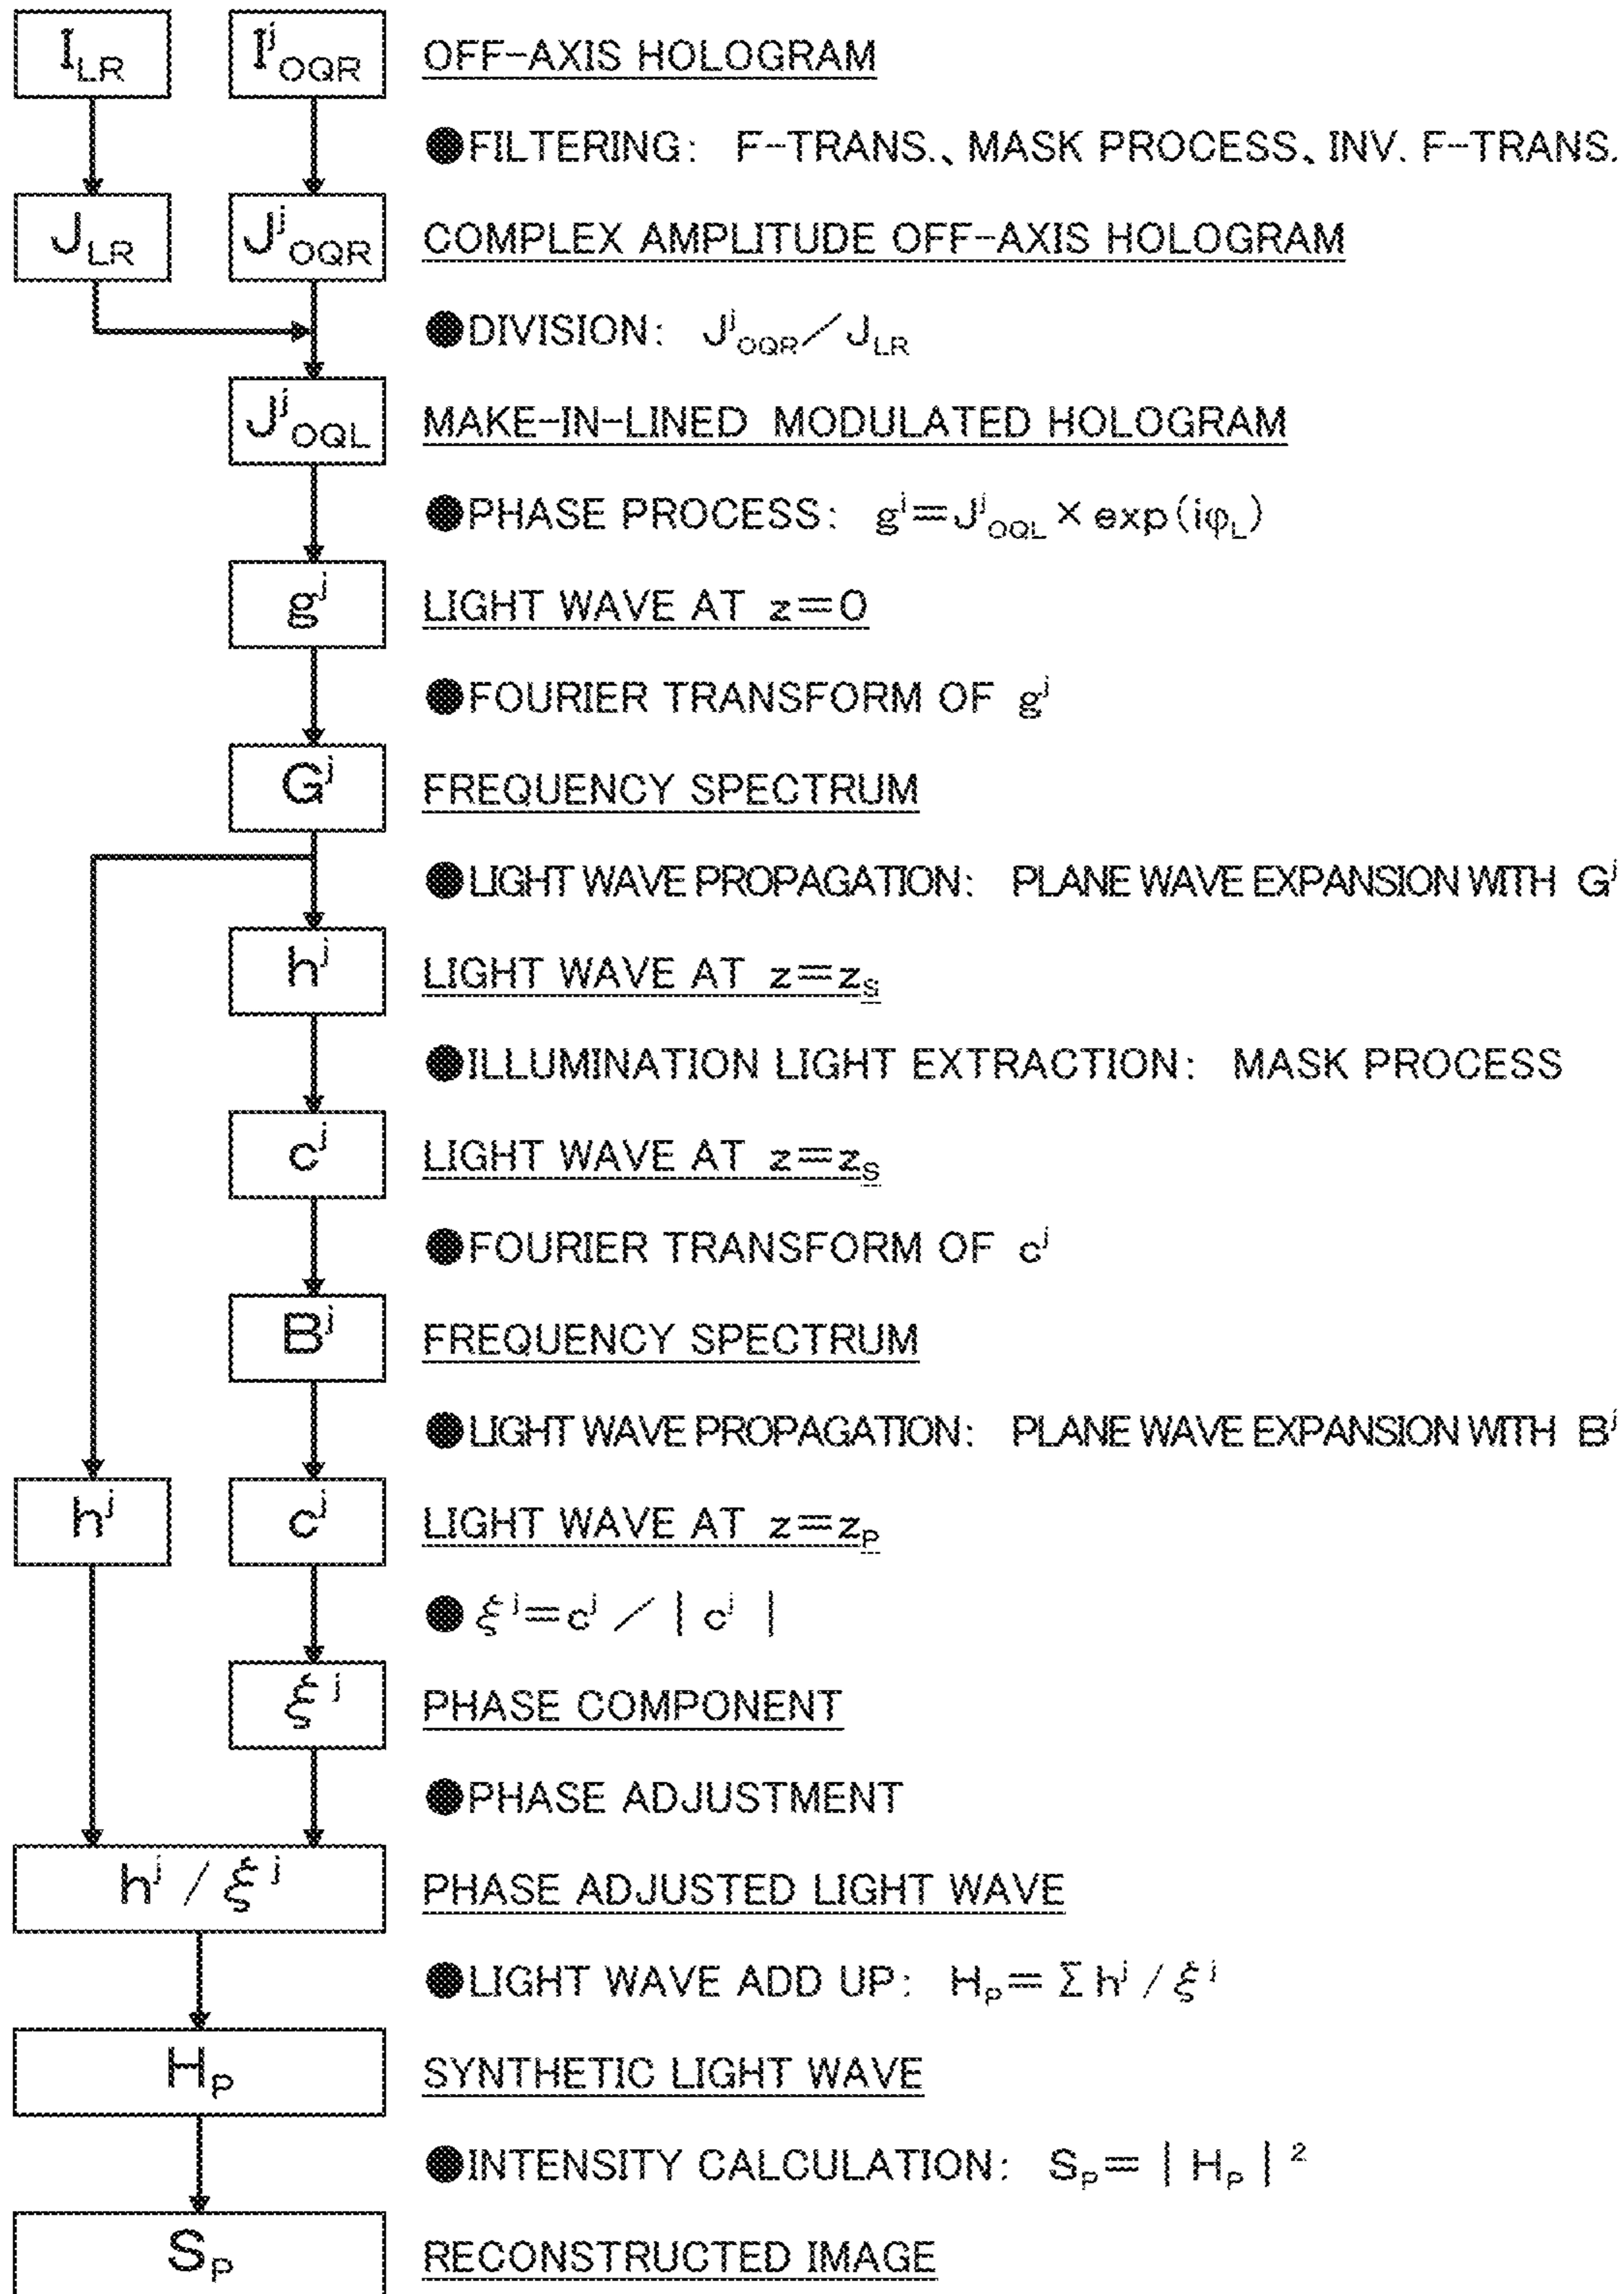 I_LR I^j_OQR OFF-AXIS HOLOGRAM
●FILTERING: F-TRANS.、MASK PROCESS、INV. F-TRANS.
J_LR J^j_OQR COMPLEX AMPLITUDE OFF-AXIS HOLOGRAM
●DIVISION: J^j_OQR／J_LR
J^j_OQL MAKE-IN-LINED MODULATED HOLOGRAM
●PHASE PROCESS: g^j=J^j_OQL×exp(iφ_L)
g^j LIGHT WAVE AT z=0
●FOURIER TRANSFORM OF g^j
G^j FREQUENCY SPECTRUM
●LIGHT WAVE PROPAGATION: PLANE WAVE EXPANSION WITH G^j
h^j LIGHT WAVE AT z=z_S
●ILLUMINATION LIGHT EXTRACTION: MASK PROCESS
c^j LIGHT WAVE AT z=z_S
●FOURIER TRANSFORM OF c^j
B^j FREQUENCY SPECTRUM
●LIGHT WAVE PROPAGATION: PLANE WAVE EXPANSION WITH B^j
h^j c^j LIGHT WAVE AT z=z_P
●ξ^j=c^j／| c^j |
ξ^j PHASE COMPONENT
●PHASE ADJUSTMENT
h^j / ξ^j PHASE ADJUSTED LIGHT WAVE
●LIGHT WAVE ADD UP: H_P=Σh^j / ξ^j
H_P SYNTHETIC LIGHT WAVE
●INTENSITY CALCULATION: S_P=| H_P |^2
S_P RECONSTRUCTED IMAGE